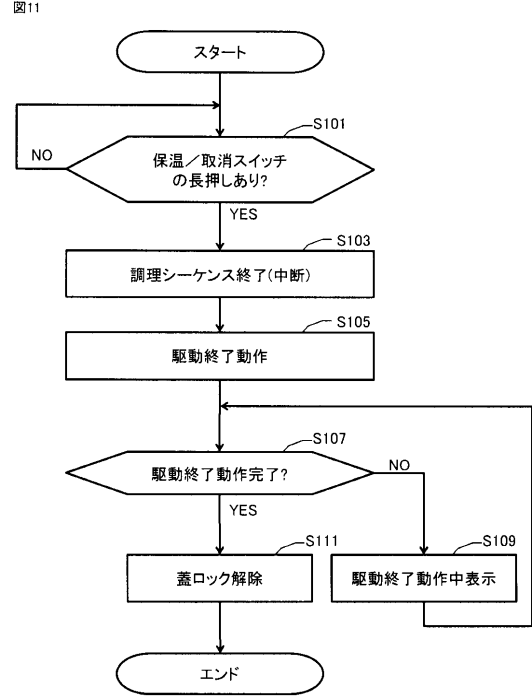 図11
スタート
S101
保温/取消スイッチ
の長押しあり?
NO
YES
S103
調理シーケンス終了(中断)
S105
駆動終了動作
S107
駆動終了動作完了?
NO
YES
S111
蓋ロック解除
S109
駆動終了動作中表示
エンド